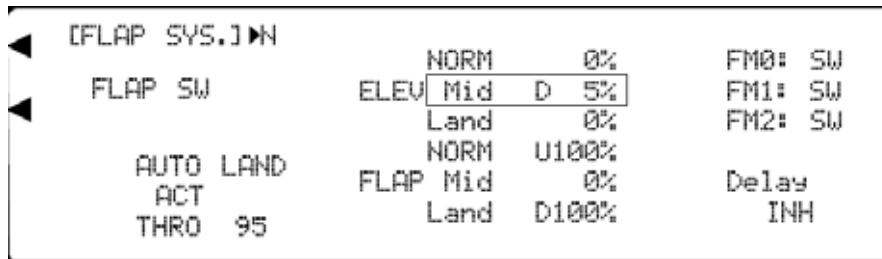 [FLAP SYS.]▶N
FLAP SW
AUTO LAND
ACT
THRO 95
NORM 0%
ELEV Mid D 5%
Land 0%
NORM U100%
FLAP Mid 0%
Land D100%
FM0: SW
FM1: SW
FM2: SW
Delay
INH